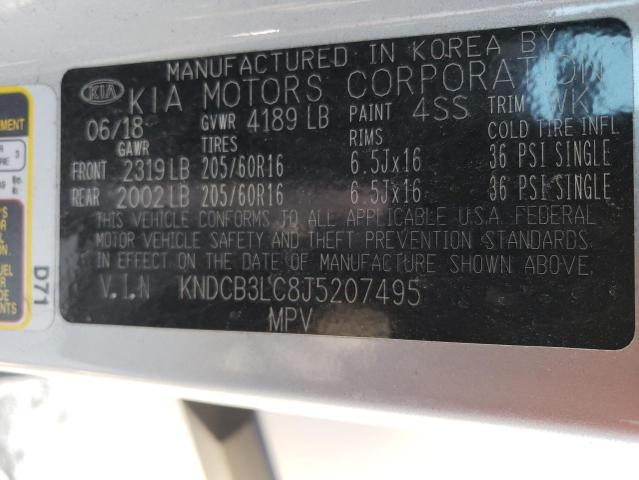 MANUFACTURED IN KOREA BY
KIA KIA MOTORS CORPORATION
06/18 GVWR 4189 LB PAINT 4SS TRIM WK
GAWR TIRES RIMS COLD TIRE INFL
FRONT 2319 LB 205/60R16 6.5Jx16 36 PSI SINGLE
REAR 2002 LB 205/60R16 6.5Jx16 36 PSI SINGLE
THIS VEHICLE CONFORMS TO ALL APPLICABLE U.S.A. FEDERAL
MOTOR VEHICLE SAFETY AND THEFT PREVENTION STANDARDS
IN EFFECT ON THE DATE OF MANUFACTURE SHOWN ABOVE.
V.I.N KNDCB3LC8J5207495
MPV
D71